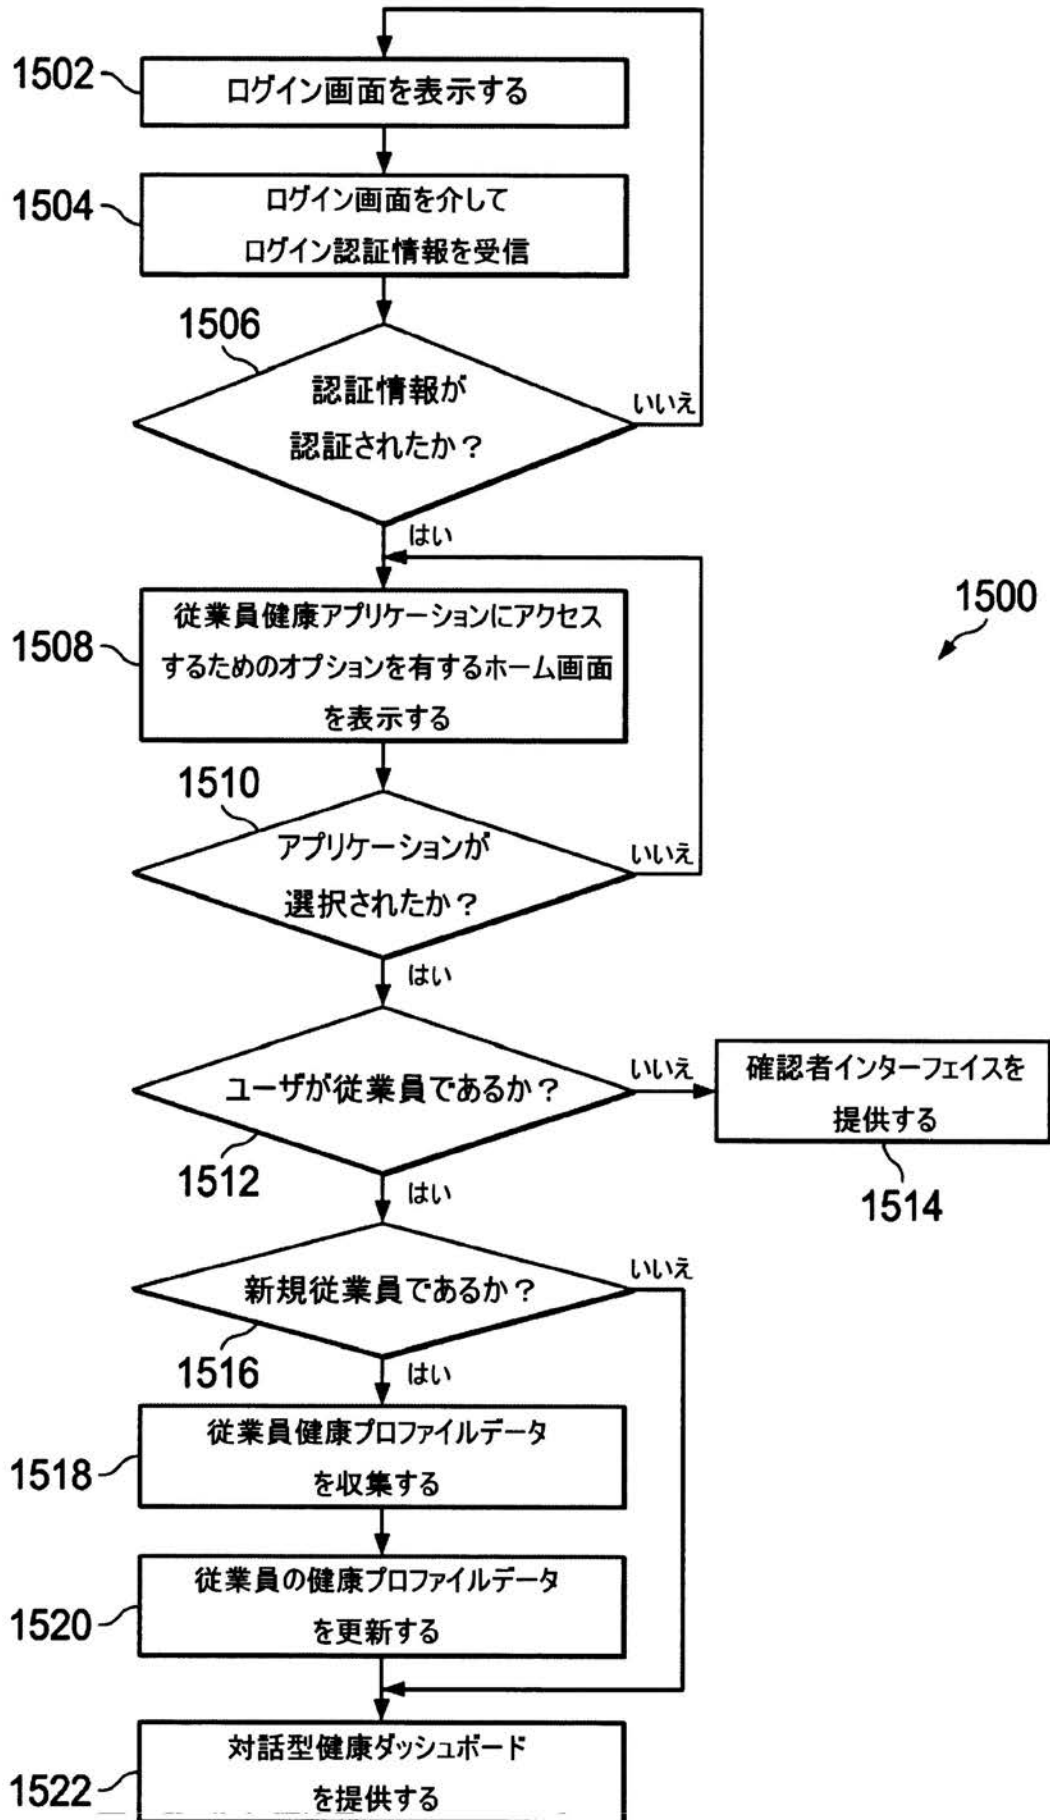 1502
ログイン画面を表示する
1504
ログイン画面を介して
ログイン認証情報を受信
1506
認証情報が
認証されたか？
いいえ
はい
1500
1508
従業員健康アプリケーションにアクセス
するためのオプションを有するホーム画面
を表示する
1510
アプリケーションが
選択されたか？
いいえ
はい
ユーザが従業員であるか？
いいえ
確認者インターフェイスを
提供する
1512
はい
1514
新規従業員であるか？
いいえ
1516
はい
1518
従業員健康プロファイルデータ
を収集する
1520
従業員の健康プロファイルデータ
を更新する
1522
対話型健康ダッシュボード
を提供する